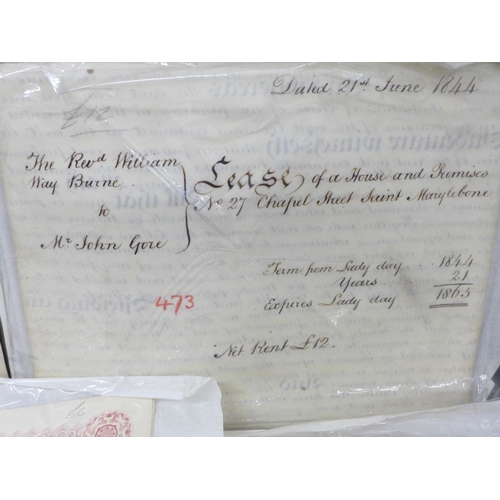 Dated 21st June 1844
£12
The Revd. William
Way Burne
to
Mr. John Gore
Lease of a House and Premises
No. 27 Chapel Street Saint Marylebone
Term from Lady day 1844
Years 21
Expires Lady day 1865
473
Net Rent £12.